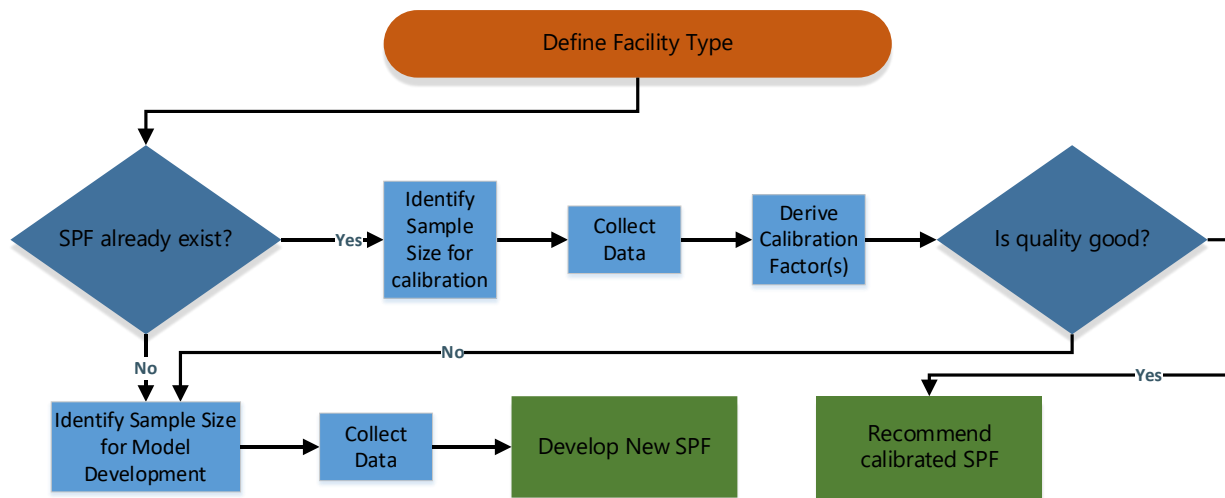 Define Facility Type
SPF already exist?
Yes
Identify
Sample
Size for
calibration
Collect
Data
Derive
Calibration
Factor(s)
Is quality good?
No
No
Yes
Identify Sample Size
for Model
Development
Collect
Data
Develop New SPF
Recommend
calibrated SPF